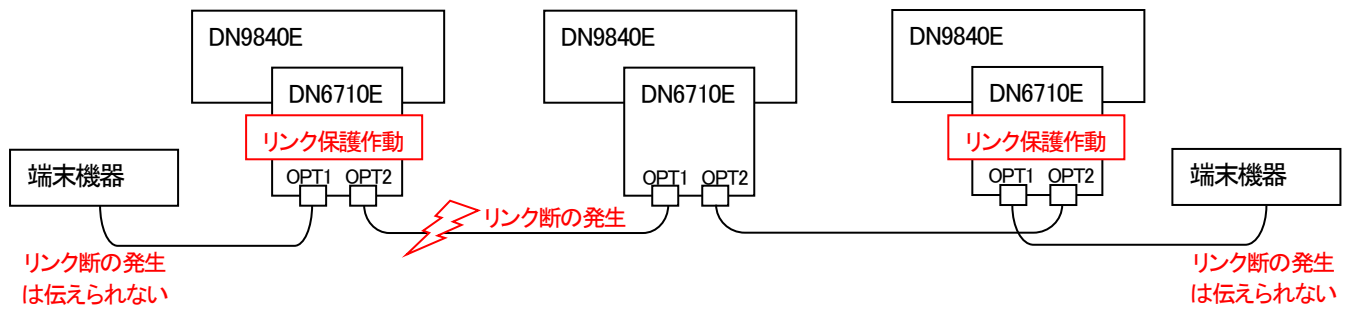 DN9840E
DN9840E
DN9840E
DN6710E
DN6710E
DN6710E
リンク保護作動
リンク保護作動
端末機器
端末機器
OPT1 OPT2
OPT1 OPT2
OPT1 OPT2
リンク断の発生
リンク断の発生
は伝えられない
リンク断の発生
は伝えられない